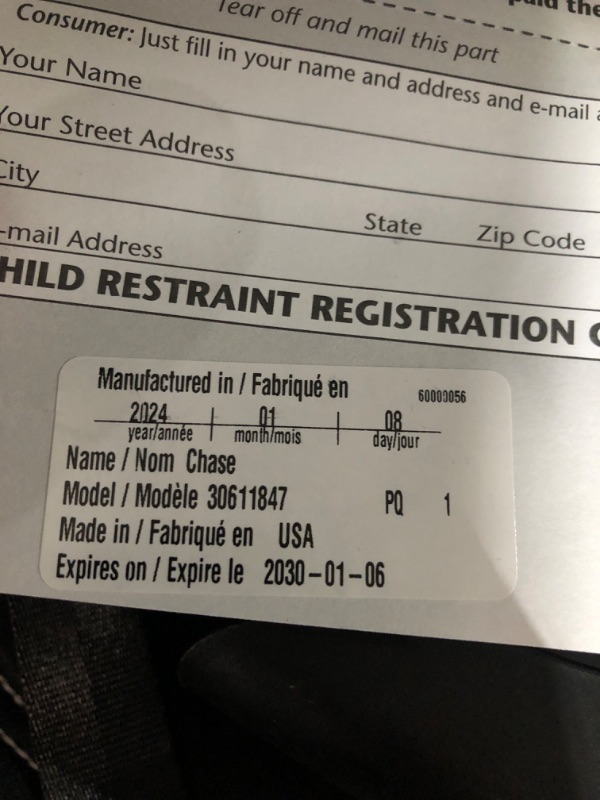 the
Tear off and mail this part
Consumer: Just fill in your name and address and e-mail
Your Name
Your Street Address
City
State Zip Code
-mail Address
HILD RESTRAINT REGISTRATION
Manufactured in / Fabriqué en 60000056
2024 01 08
year/année month/mois day/jour
Name / Nom Chase
Model / Modèle 30611847 PQ 1
Made in / Fabriqué en USA
Expires on / Expire le 2030-01-06